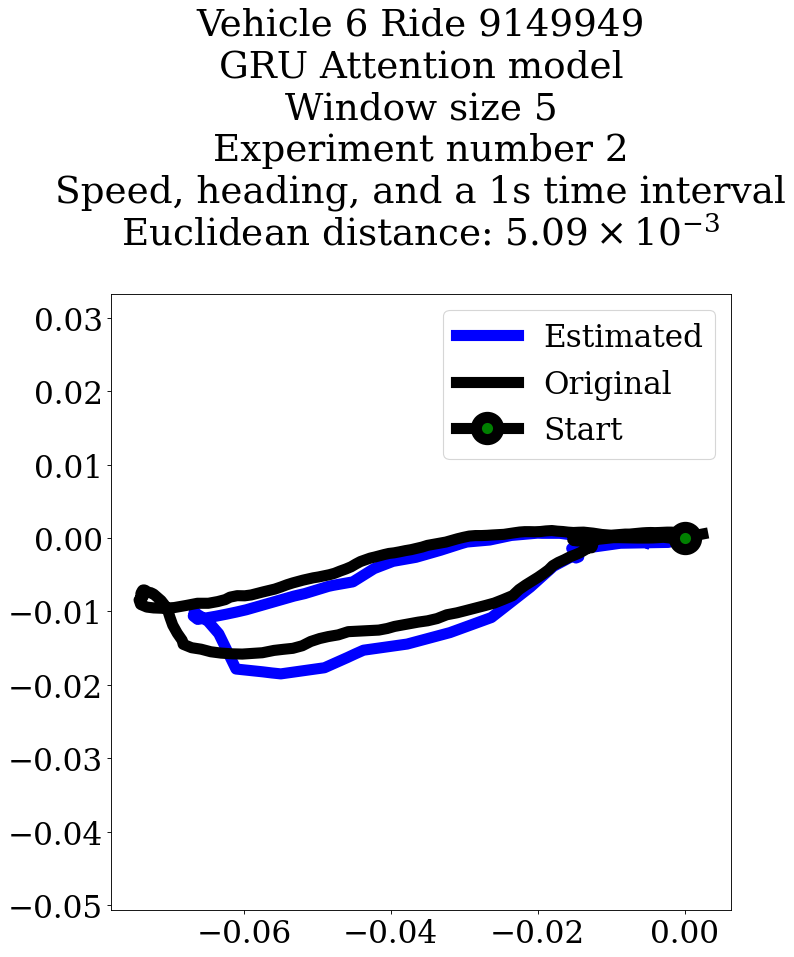 Vehicle 6 Ride 9149949
GRU Attention model
Window size 5
Experiment number 2
Speed, heading, and a 1s time interval
Euclidean distance: 5.09 × 10⁻³
Estimated
Original
Start
0.03
0.02
0.01
0.00
−0.01
−0.02
−0.03
−0.04
−0.05
−0.06
−0.04
−0.02
0.00